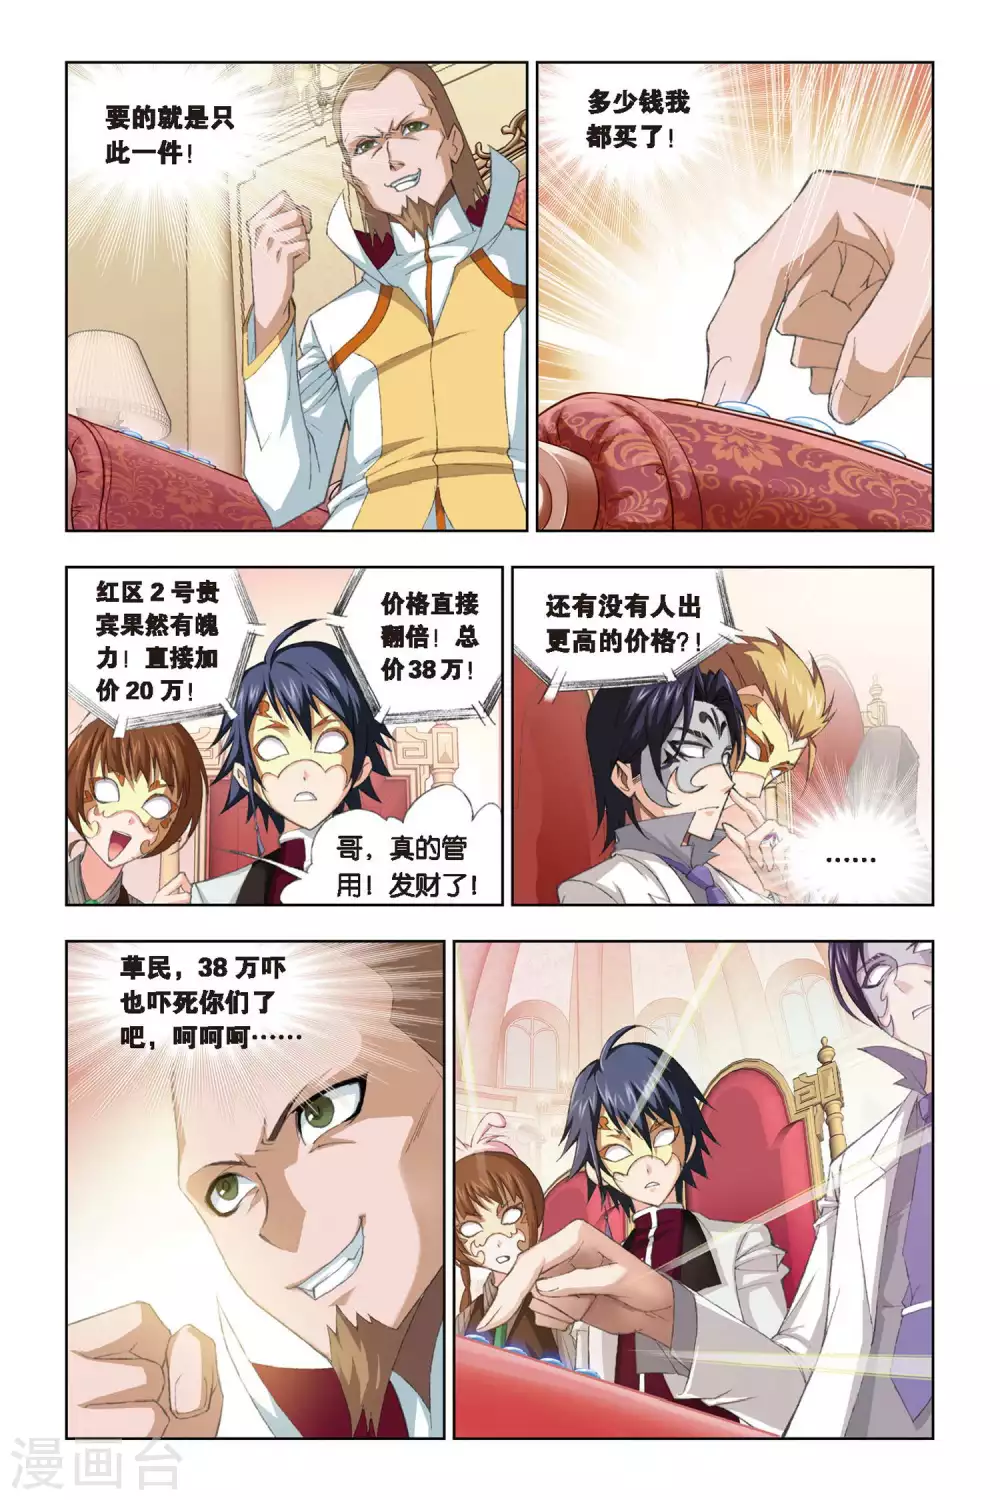 要的就是只
此一件！
多少钱我
都买了！
红区2号贵
宾果然有魄
力！直接加
价20万！
价格直接
翻倍！总
价38万！
哥，真的管
用！发财了！
还有没有人出
更高的价格？！
……
草民，38万吓
也吓死你们了
吧，呵呵呵……
漫画台